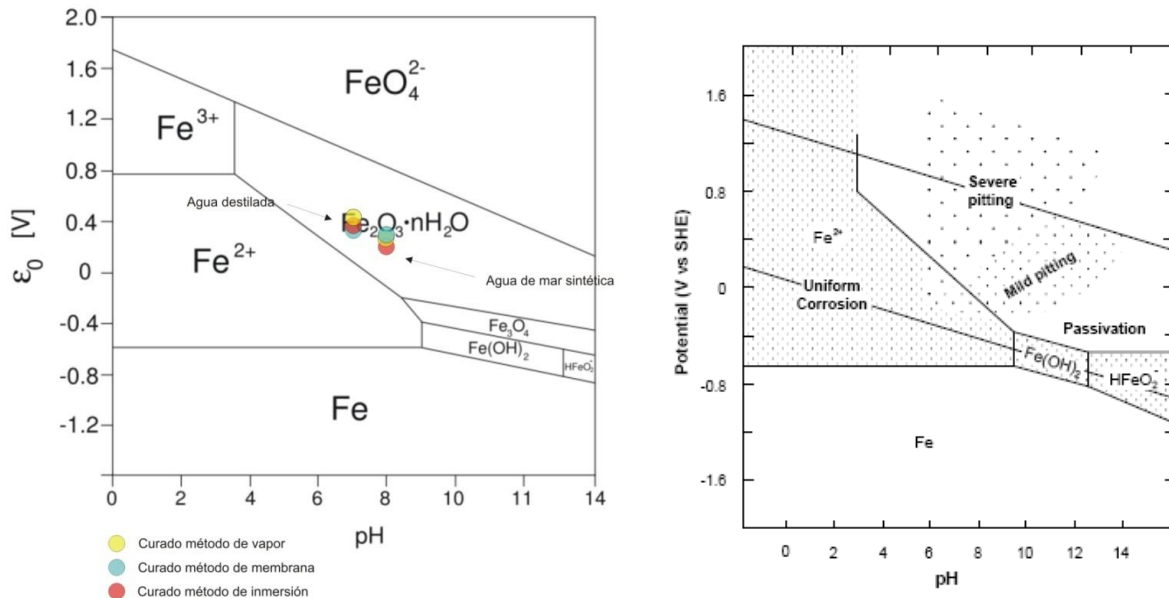 2.0
1.6
1.2
0.8
0.4
0
-0.4
-0.8
-1.2
ε₀ [V]
FeO₄²⁻
Fe³⁺
Agua destilada
Fe₂O₃•nH₂O
Fe²⁺
Agua de mar sintética
Fe₃O₄
Fe(OH)₂
HFeO₂⁻
Fe
0 2 4 6 8 10 11 14
pH
Curado método de vapor
Curado método de membrana
Curado método de inmersión
1.6
0.8
0
-0.8
-1.6
Potential (V vs SHE)
Severe
pitting
Fe²⁺
Mild pitting
Uniform
Corrosion
Passivation
Fe(OH)₂
HFeO₂⁻
Fe
0 2 4 6 8 10 12 14
pH